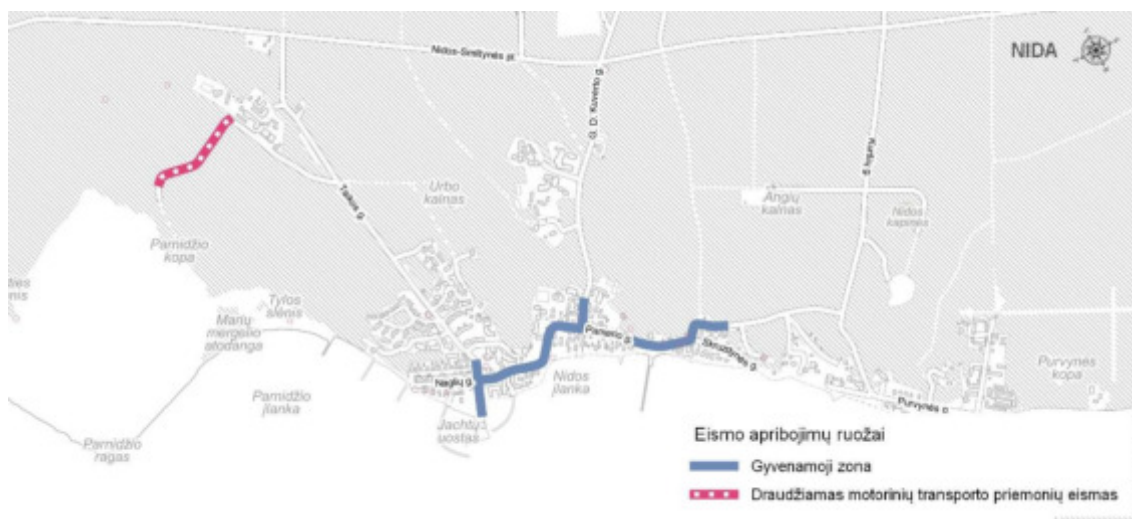 NIDA
Nidos-Smiltynės pl.
G. D. Kuverto g.
Kuršių g.
Taikos g.
Urbo
kalnas
Angių
kalnas
Nidos
kapinės
Parnidžio
kopa
Tylos
slėnis
Marių
mergelio
atodanga
Naglių g.
Pamario g.
Skruzdynės g.
Purvynės
kopa
Parnidžio
įlanka
Nidos
įlanka
Jachtų
uostas
Parnidžio
ragas
Eismo apribojimų ruožai
Gyvenamoji zona
Draudžiamas motorinių transporto priemonių eismas